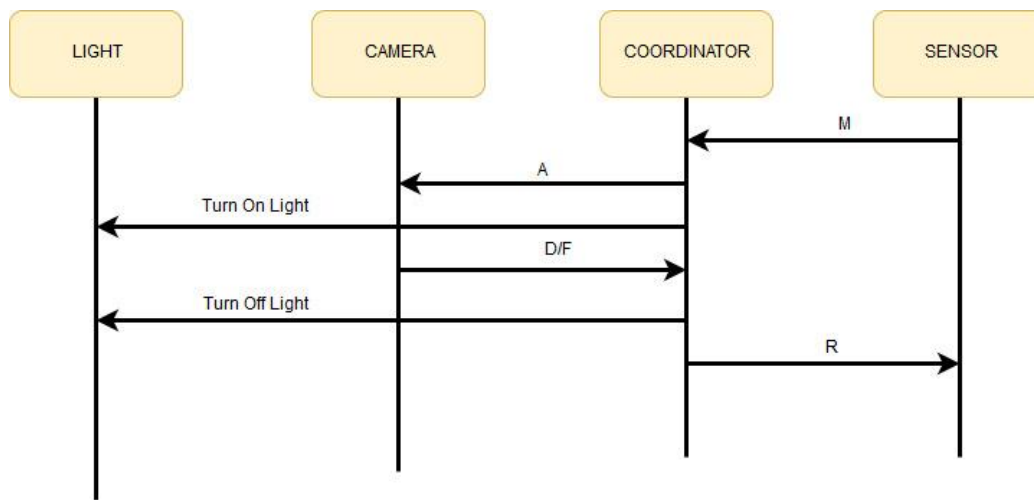 LIGHT
CAMERA
COORDINATOR
SENSOR
M
A
Turn On Light
D/F
Turn Off Light
R